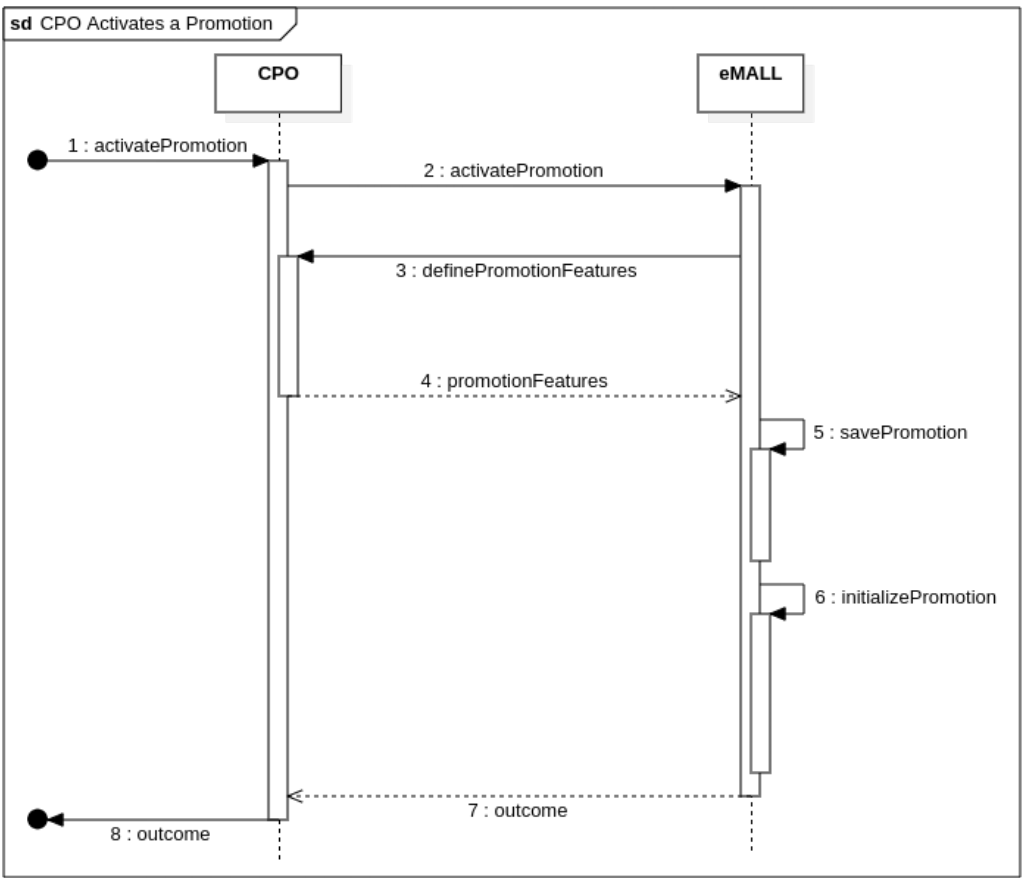 sd CPO Activates a Promotion
CPO
eMALL
1 : activatePromotion
2 : activatePromotion
3 : definePromotionFeatures
4 : promotionFeatures
5 : savePromotion
6 : initializePromotion
7 : outcome
8 : outcome